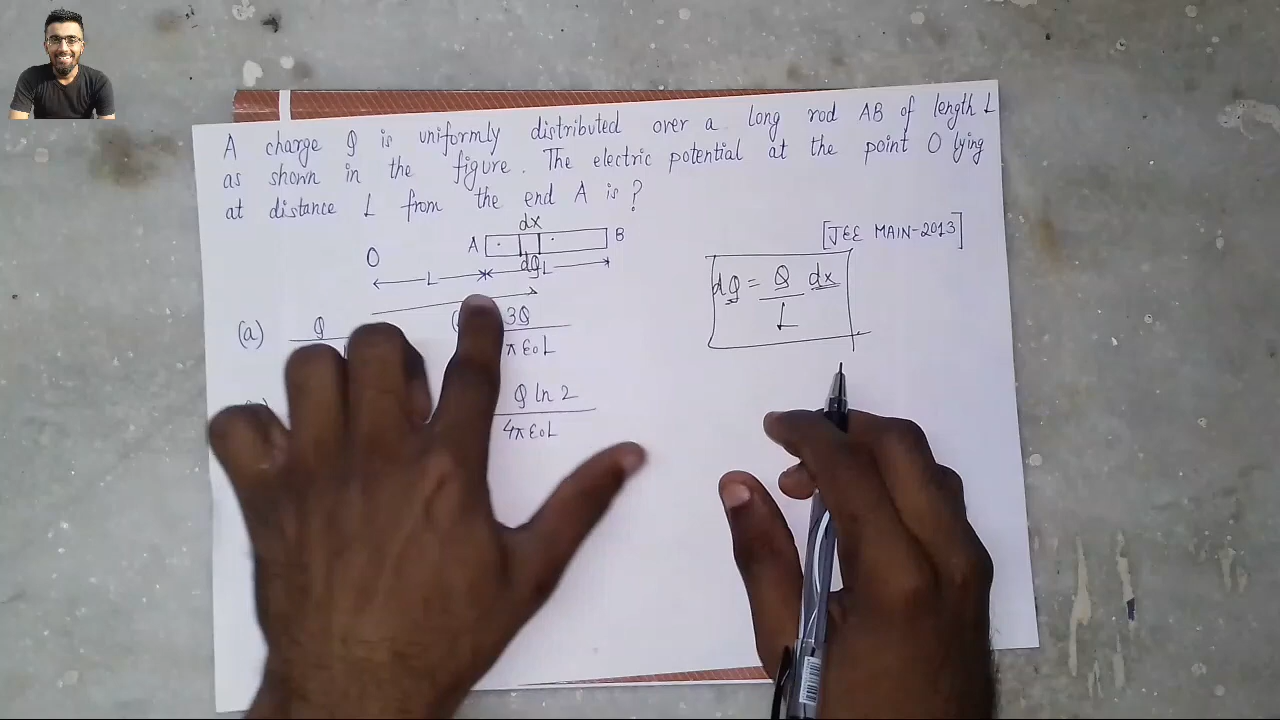 A charge Q is uniformly distributed over a long rod AB of length L
as shown in the figure. The electric potential at the point O lying
at distance L from the end A is ?
[JEE MAIN-2013]
dx
A B
O
dq
L L
dq = Q/L dx
(a) Q
3Q
πε₀L
Q ln 2
4πε₀L